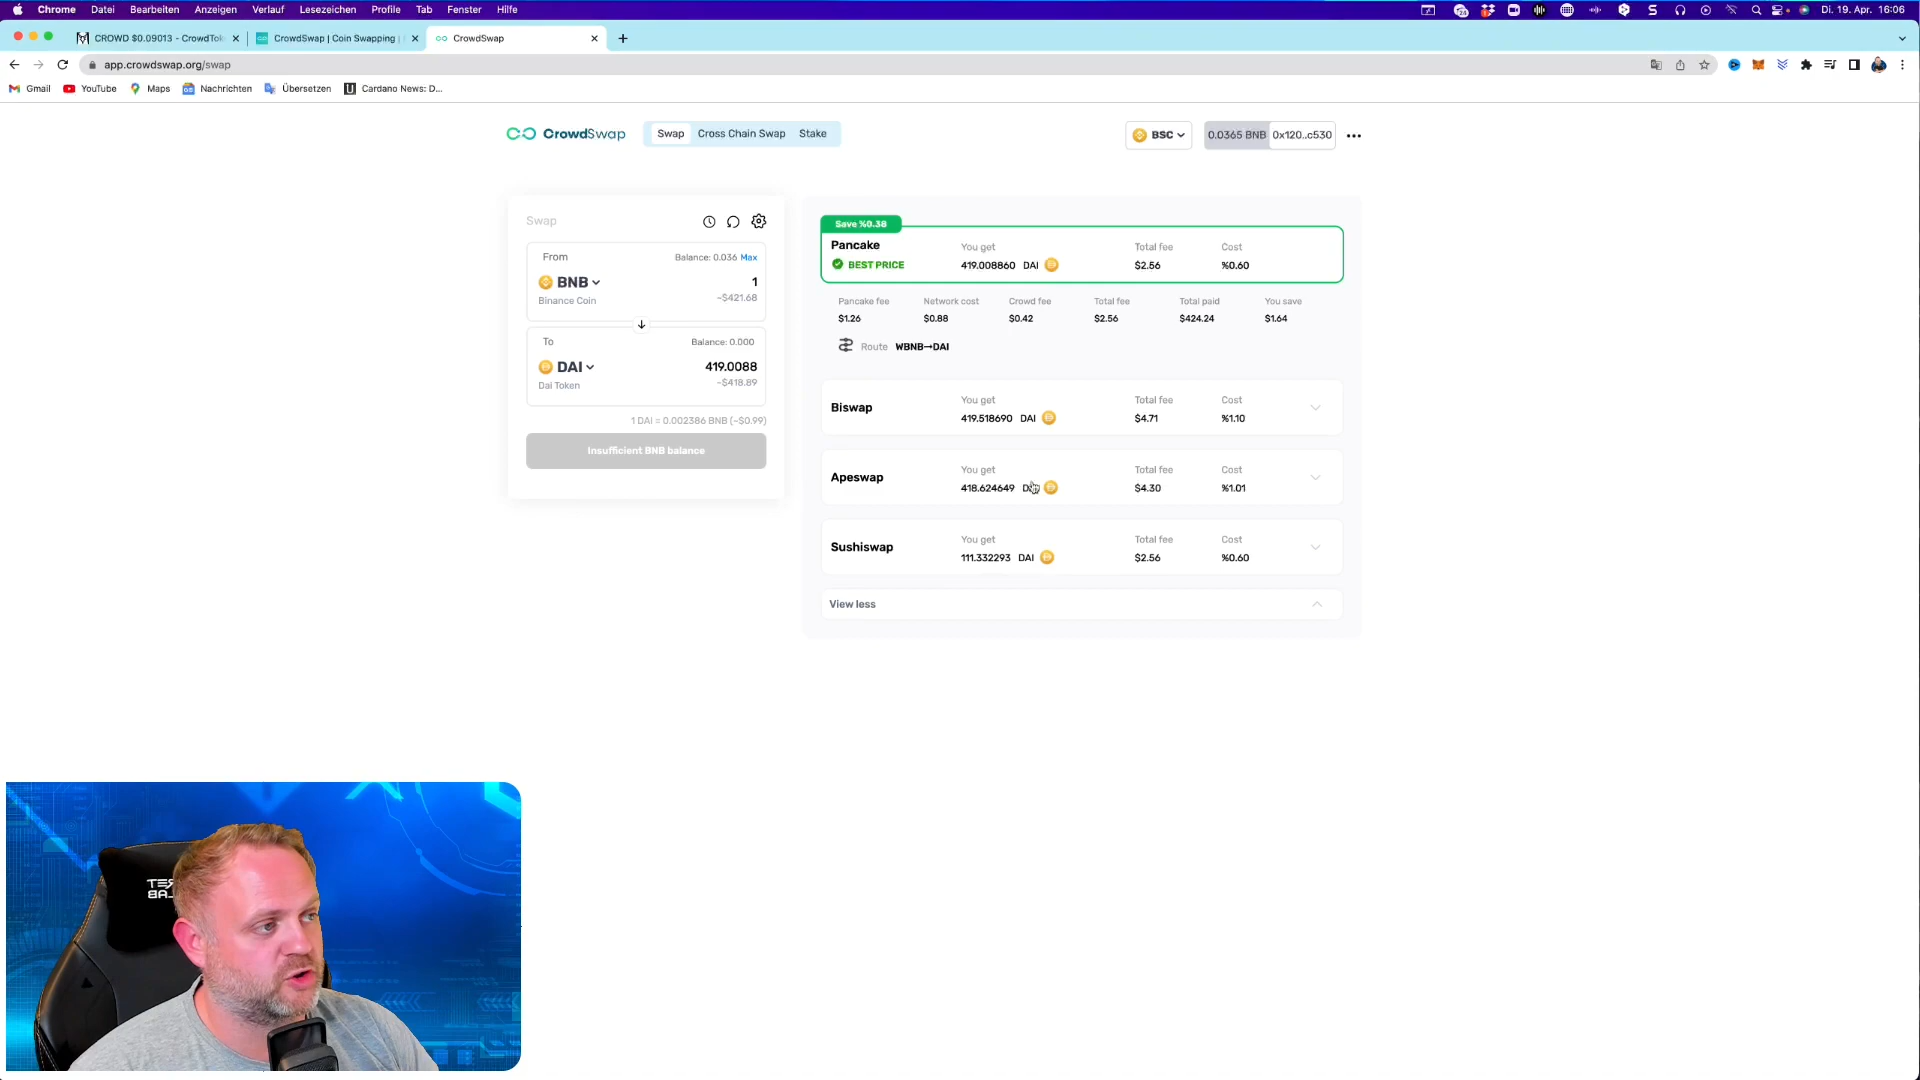 Chrome Datei Bearbeiten Anzeigen Verlauf Lesezeichen Profile Tab Fenster Hilfe Di. 19. Apr. 16:06
CROWD $0.09013 - CrowdTok CrowdSwap | Coin Swapping | CrowdSwap
app.crowdswap.org/swap
Gmail YouTube Maps Nachrichten Übersetzen Cardano News: D...
CrowdSwap Swap Cross Chain Swap Stake BSC 0.0365 BNB 0x120..c530
Swap
From Balance: 0.036 Max
BNB 1
Binance Coin ~$421.68
To Balance: 0.000
DAI 419.0088
Dai Token ~$418.89
1 DAI = 0.002386 BNB (~$0.99)
Insufficient BNB balance
Save %0.38
Pancake You get Total fee Cost
BEST PRICE 419.008860 DAI $2.56 %0.60
Pancake fee Network cost Crowd fee Total fee Total paid You save
$1.26 $0.88 $0.42 $2.56 $424.24 $1.64
Route WBNB→DAI
Biswap You get Total fee Cost
419.518690 DAI $4.71 %1.10
Apeswap You get Total fee Cost
418.624649 $4.30 %1.01
Sushiswap You get Total fee Cost
111.332293 DAI $2.56 %0.60
View less